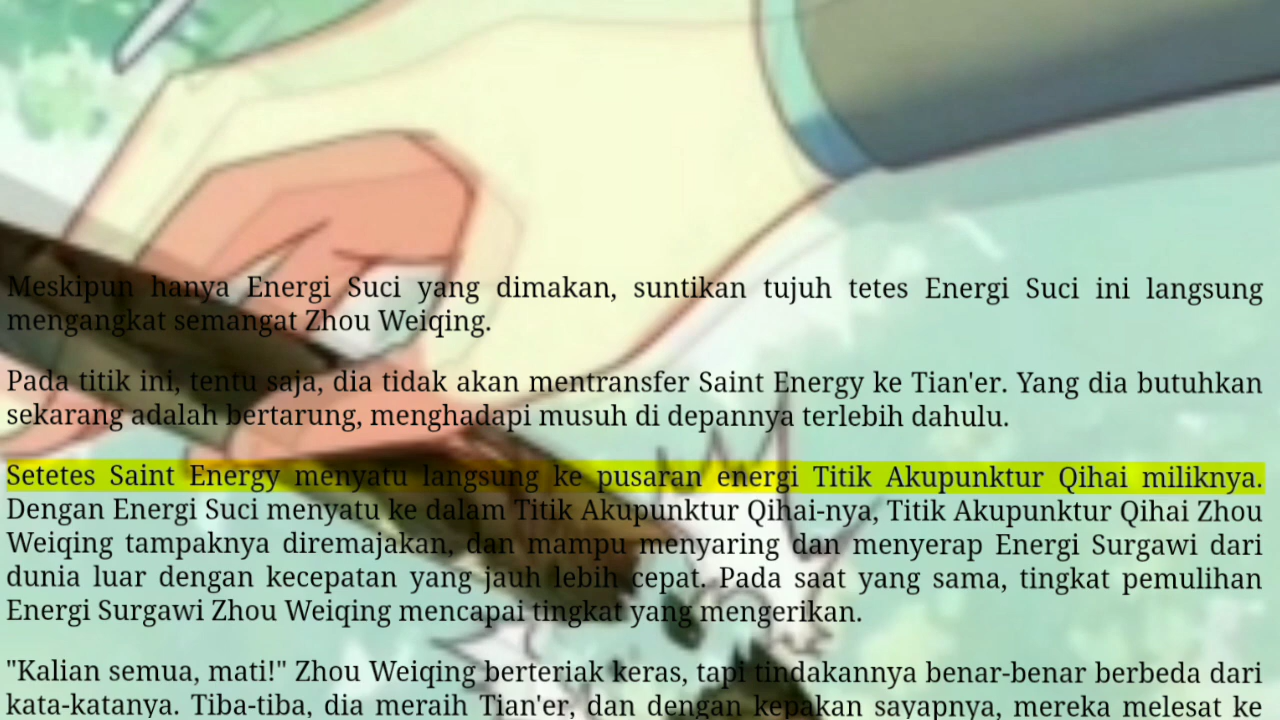 Meskipun hanya Energi Suci yang dimakan, suntikan tujuh tetes Energi Suci ini langsung
mengangkat semangat Zhou Weiqing.
Pada titik ini, tentu saja, dia tidak akan mentransfer Saint Energy ke Tian'er. Yang dia butuhkan
sekarang adalah bertarung, menghadapi musuh di depannya terlebih dahulu.
Setetes Saint Energy menyatu langsung ke pusaran energi Titik Akupunktur Qihai miliknya.
Dengan Energi Suci menyatu ke dalam Titik Akupunktur Qihai-nya, Titik Akupunktur Qihai Zhou
Weiqing tampaknya diremajakan, dan mampu menyaring dan menyerap Energi Surgawi dari
dunia luar dengan kecepatan yang jauh lebih cepat. Pada saat yang sama, tingkat pemulihan
Energi Surgawi Zhou Weiqing mencapai tingkat yang mengerikan.
"Kalian semua, mati!" Zhou Weiqing berteriak keras, tapi tindakannya benar-benar berbeda dari
kata-katanya. Tiba-tiba, dia meraih Tian'er, dan dengan kepakan sayapnya, mereka melesat ke